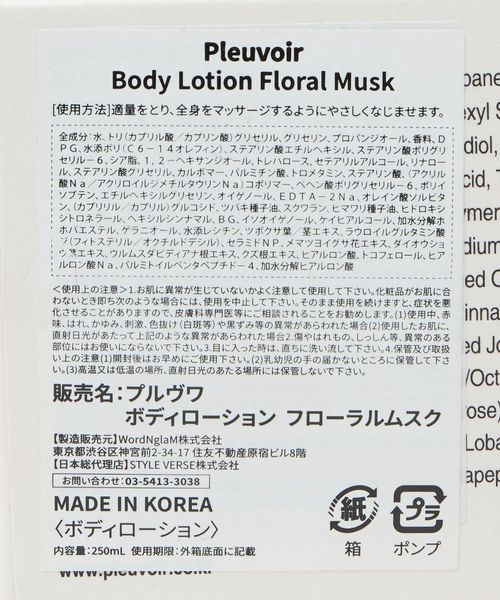 Pleuvoir
Body Lotion Floral Musk
[使用方法]適量をとり、全身をマッサージするようにやさしくなじませます。
全成分:水、トリ(カプリル酸/カプリン酸)グリセリル、グリセリン、プロパンジオール、香料、D
PG、水添ポリ(C6-14オレフィン)、ステアリン酸エチルヘキシル、ステアリン酸ポリグリ
セリル-6、シア脂、1,2-ヘキサンジオール、トレハロース、セテアリルアルコール、リナロー
ル、ステアリン酸グリセリル、カルボマー、パルミチン酸、トロメタミン、ステアリン酸、(アクリル
酸Na/アクリロイルジメチルタウリンNa)コポリマー、ベヘン酸ポリグリセリル-6、ポリイ
ソブテン、エチルヘキシルグリセリン、オイゲノール、EDTA-2Na、オレイン酸ソルビタ
ン、(カプリリル/カプリル)グルコシド、ツバキ種子油、スクワラン、ヒマワリ種子油、ヒドロキシ
シトロネラール、ヘキシルシンナマル、BG、イソオイゲノール、ケイヒアルコール、加水分解ホ
ホバエステル、ゲラニオール、水添レシチン、ツボクサ葉/茎エキス、ラウロイルグルタミン酸
ジ(フィトステリル/オクチルドデシル)、セラミドNP、マメツヨイグサ花エキス、ダイオウショ
ウ葉エキス、ウルムスダビディアナ根エキス、クズ根エキス、ヒアルロン酸、トコフェロール、ヒア
ルロン酸Na、パルミトイルペンタペプチド-4、加水分解ヒアルロン酸
<使用上の注意>1.お肌に異常が生じていないかよく注意して使用して下さい。化粧品がお肌に合
わないとき即ち次のような場合には、使用を中止して下さい。そのまま使用を続けますと、症状を悪
化させることがありますので、皮膚科専門医等にご相談されることをお勧めします。(1)使用中、赤
味、はれ、かゆみ、刺激、色抜け(白斑等)や黒ずみ等の異常があらわれた場合(2)使用したお肌に、
直射日光があたって上記のような異常があらわれた場合2.傷やはれもの、しっしん等、異常のある
部位にはお使いにならないで下さい。3.目に入った時は、直ちに洗い流して下さい。4.保管及び取扱
い上の注意(1)開封後はお早めにご使用下さい。(2)乳幼児の手の届かないところに保管して下さ
い。(3)高温又は低温の場所、直射日光のあたる場所には保管しないで下さい。
販売名:プルヴワ
ボディローション フローラルムスク
【製造販売元】WordNglaM株式会社
東京都渋谷区神宮前2-34-17 住友不動産原宿ビル8階
【日本総代理店】STYLE VERSE株式会社
お問い合わせ:03-5413-3038
MADE IN KOREA
〈ボディローション〉
内容量:250mL 使用期限:外箱底面に記載
紙
箱
プラ
ポンプ